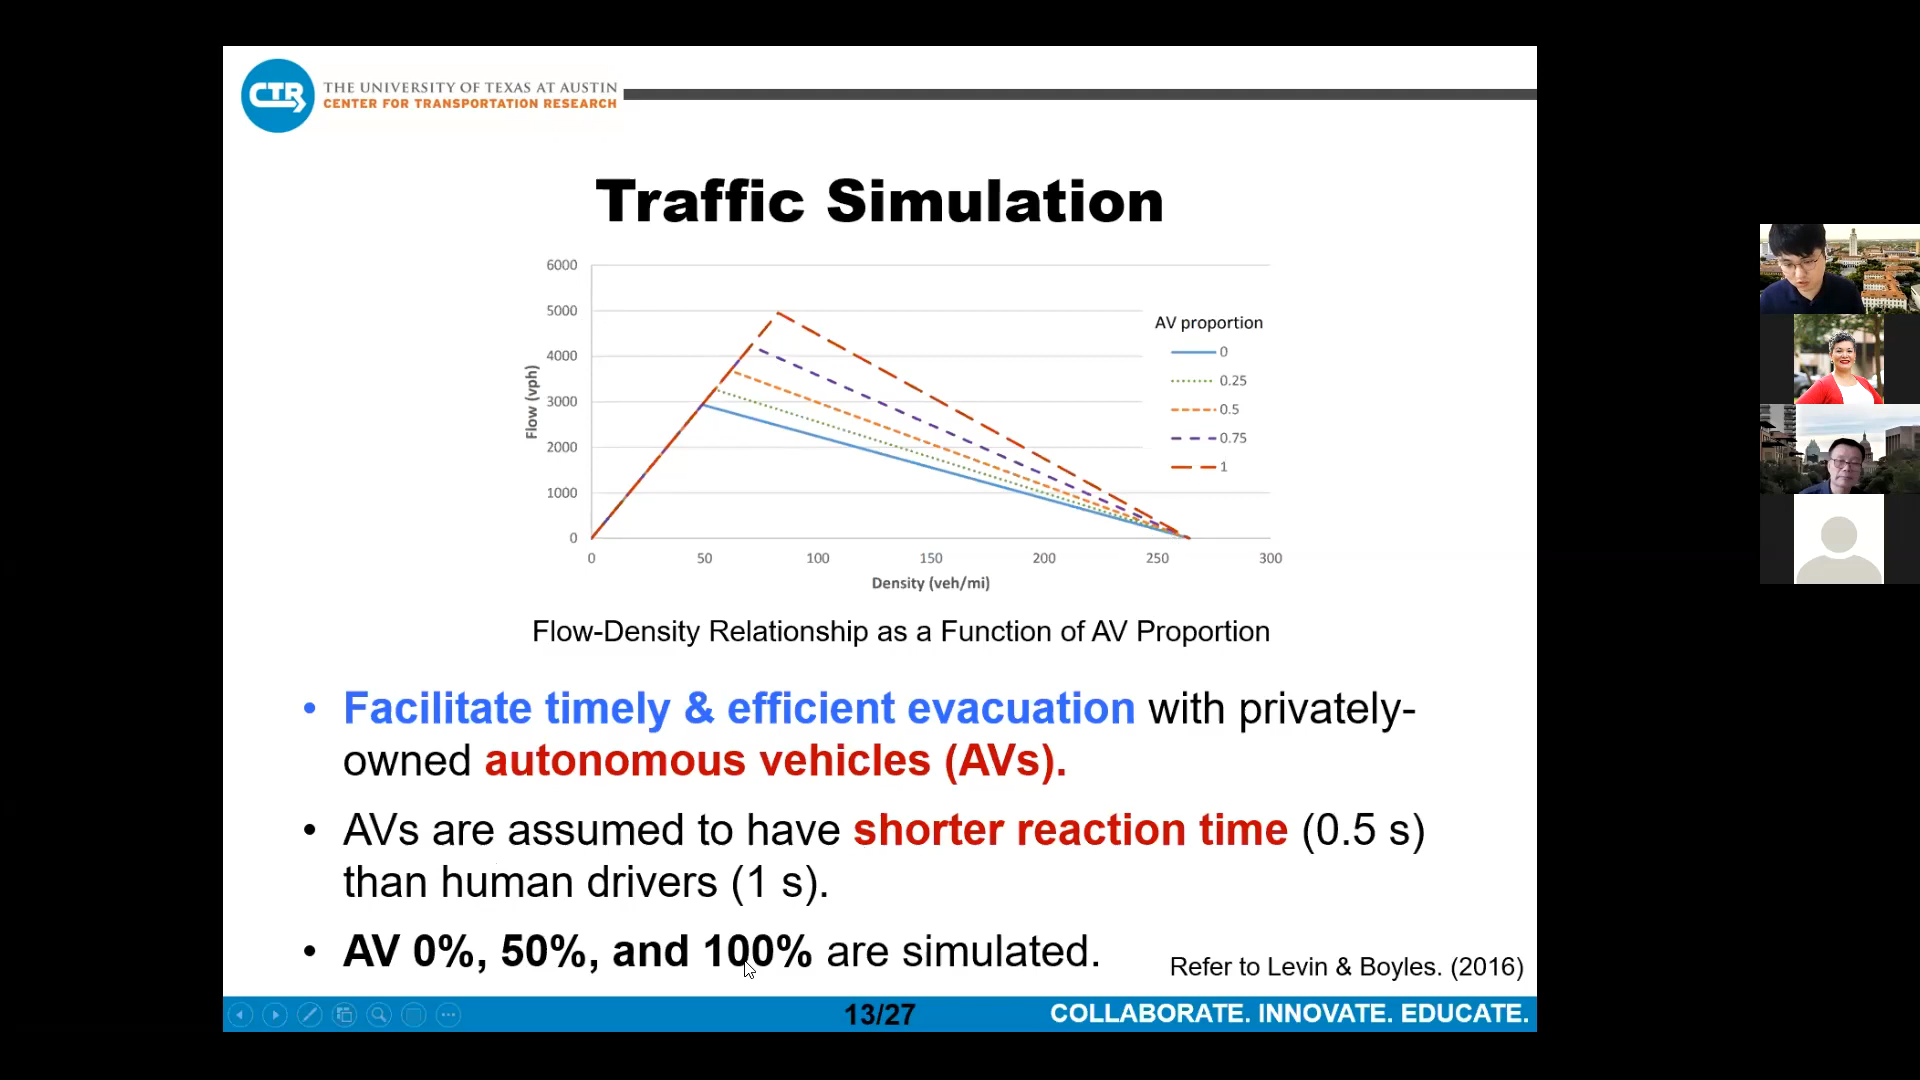 CTR
THE UNIVERSITY OF TEXAS AT AUSTIN
CENTER FOR TRANSPORTATION RESEARCH
Traffic Simulation
6000
5000
4000
3000
2000
1000
0
Flow (vph)
0 50 100 150 200 250 300
Density (veh/mi)
AV proportion
0
0.25
0.5
0.75
1
Flow-Density Relationship as a Function of AV Proportion
• Facilitate timely & efficient evacuation with privately-
owned autonomous vehicles (AVs).
• AVs are assumed to have shorter reaction time (0.5 s)
than human drivers (1 s).
• AV 0%, 50%, and 100% are simulated.
Refer to Levin & Boyles. (2016)
13/27
COLLABORATE. INNOVATE. EDUCATE.